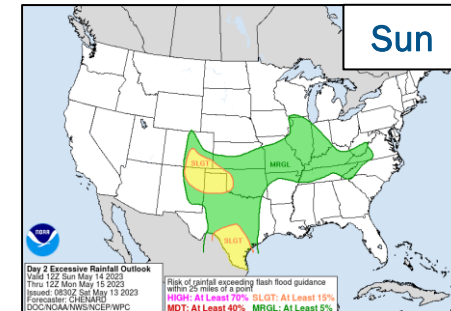 Sun
SLGT
MRGL
SLGT
NOAA
Day 2 Excessive Rainfall Outlook
Valid 12Z Sun May 14 2023
Thru 12Z Mon May 15 2023
Issued: 0830Z Sat May 13 2023
Forecaster: CHENARD
DOC/NOAA/NWS/NCEP/WPC
Risk of rainfall exceeding flash flood guidance
within 25 miles of a point
HIGH: At Least 70% SLGT: At Least 15%
MDT: At Least 40% MRGL: At Least 5%